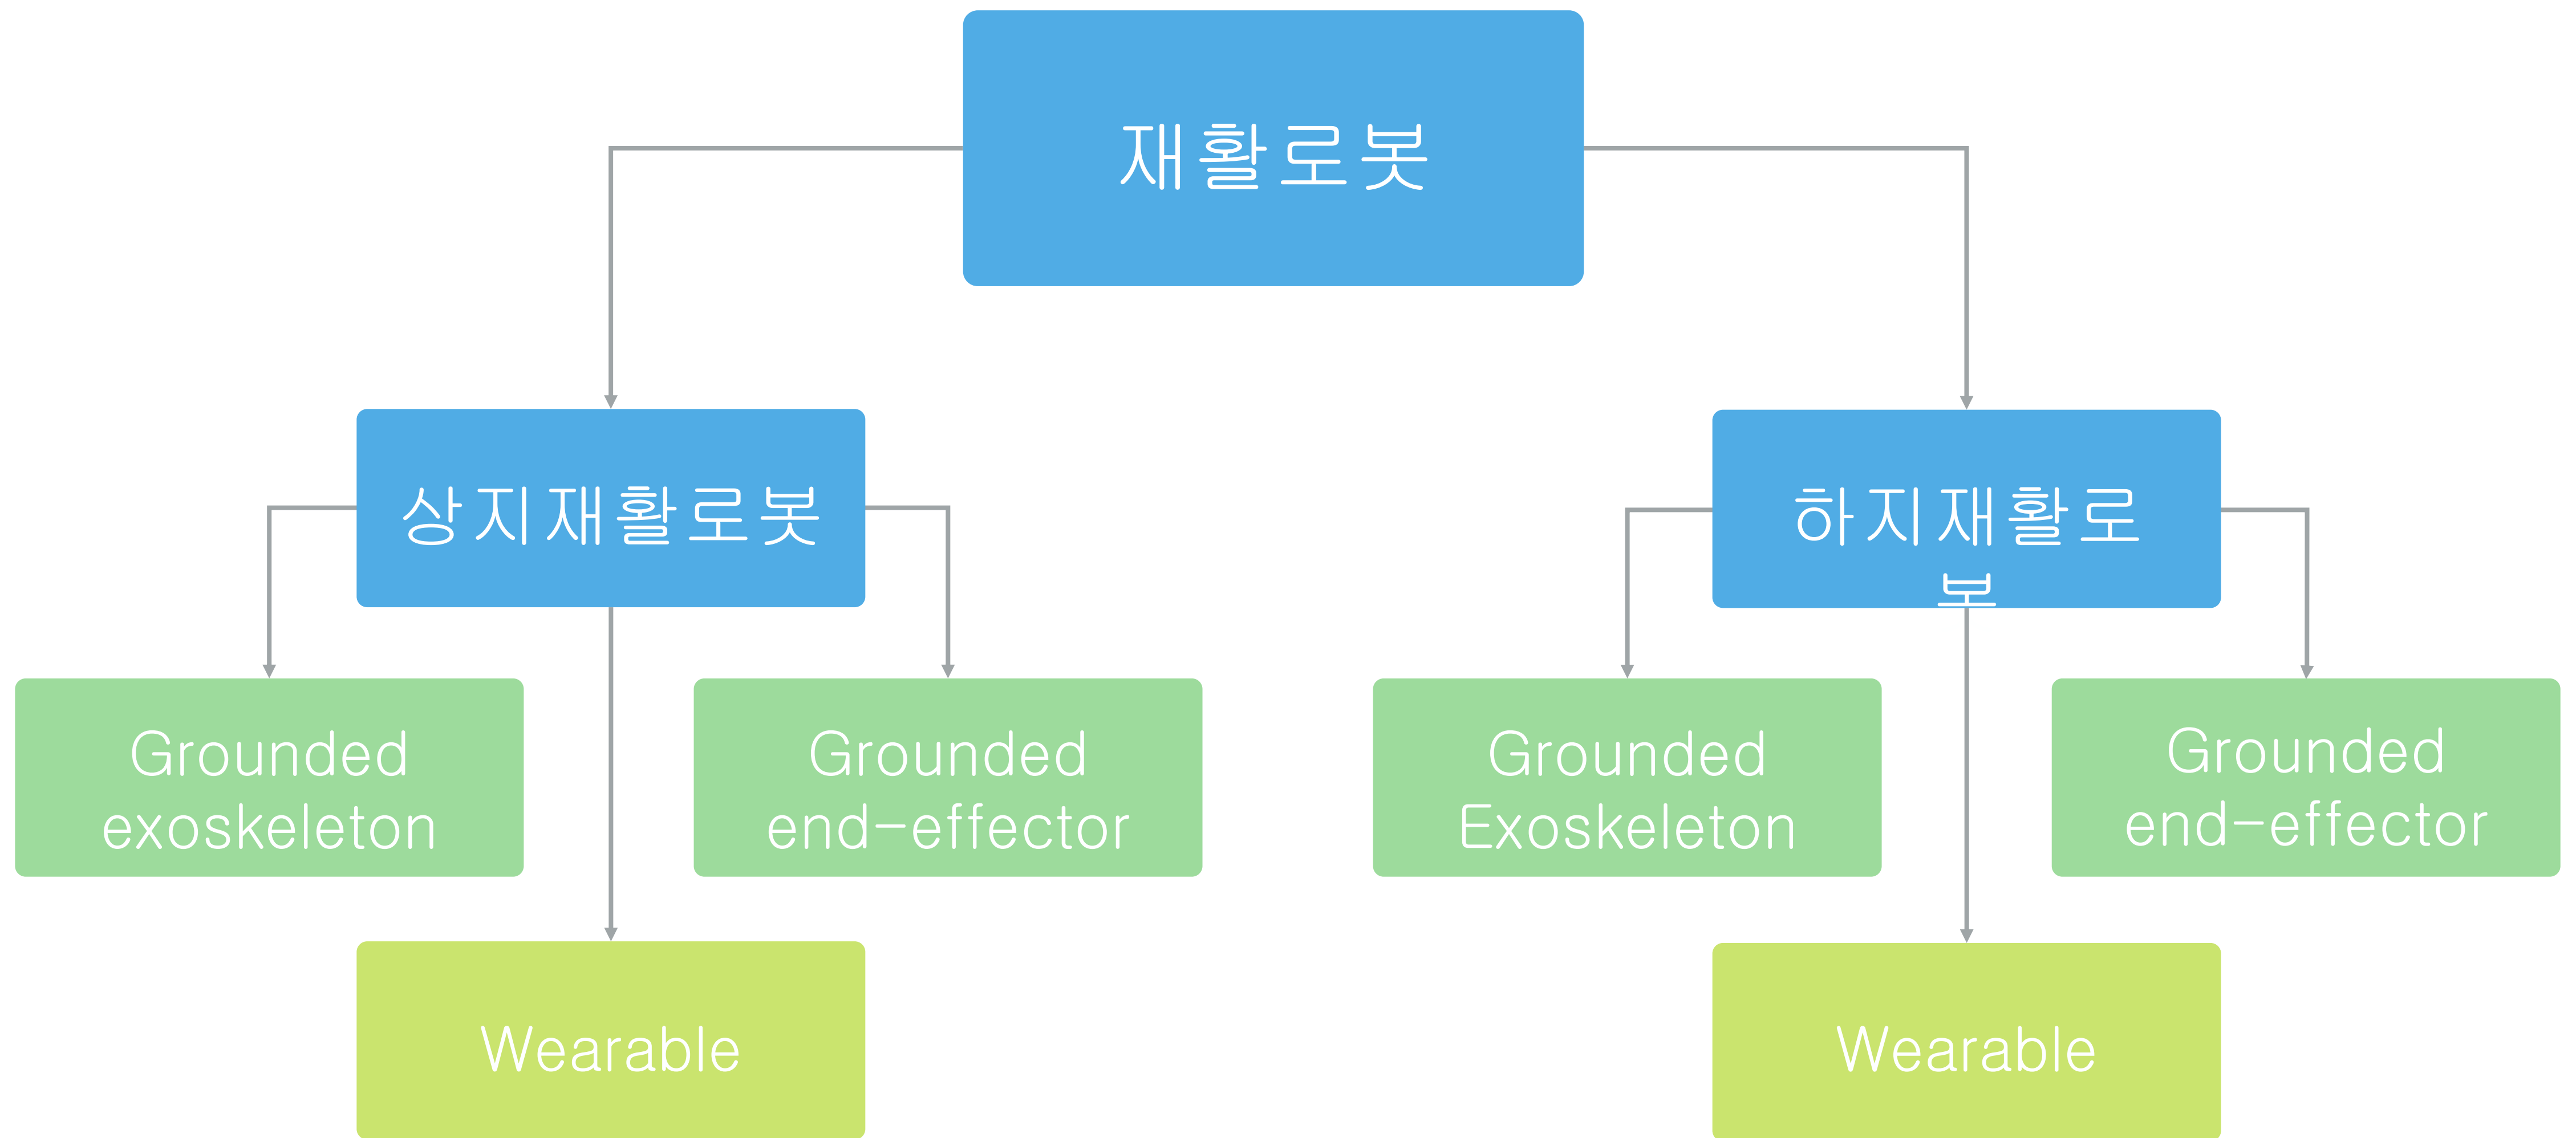 재활로봇
상지재활로봇
하지재활로
Grounded
exoskeleton
Grounded
end-effector
Grounded
Exoskeleton
Grounded
end-effector
Wearable
Wearable